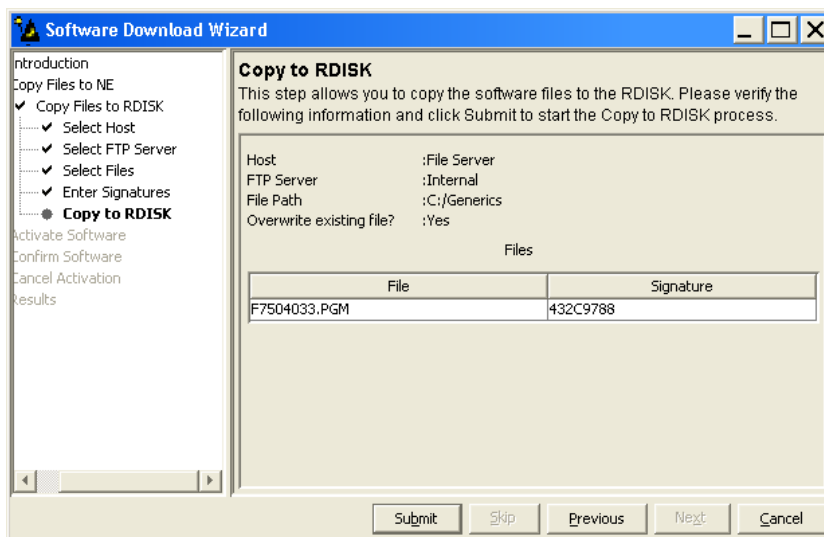 Software Download Wizard
ntroduction
Copy Files to NE
Copy Files to RDISK
Select Host
Select FTP Server
Select Files
Enter Signatures
Copy to RDISK
Activate Software
Confirm Software
Cancel Activation
Results
Copy to RDISK
This step allows you to copy the software files to the RDISK. Please verify the
following information and click Submit to start the Copy to RDISK process.
Host :File Server
FTP Server :Internal
File Path :C:/Generics
Overwrite existing file? :Yes
Files
File Signature
F7504033.PGM 432C9788
Submit Skip Previous Next Cancel